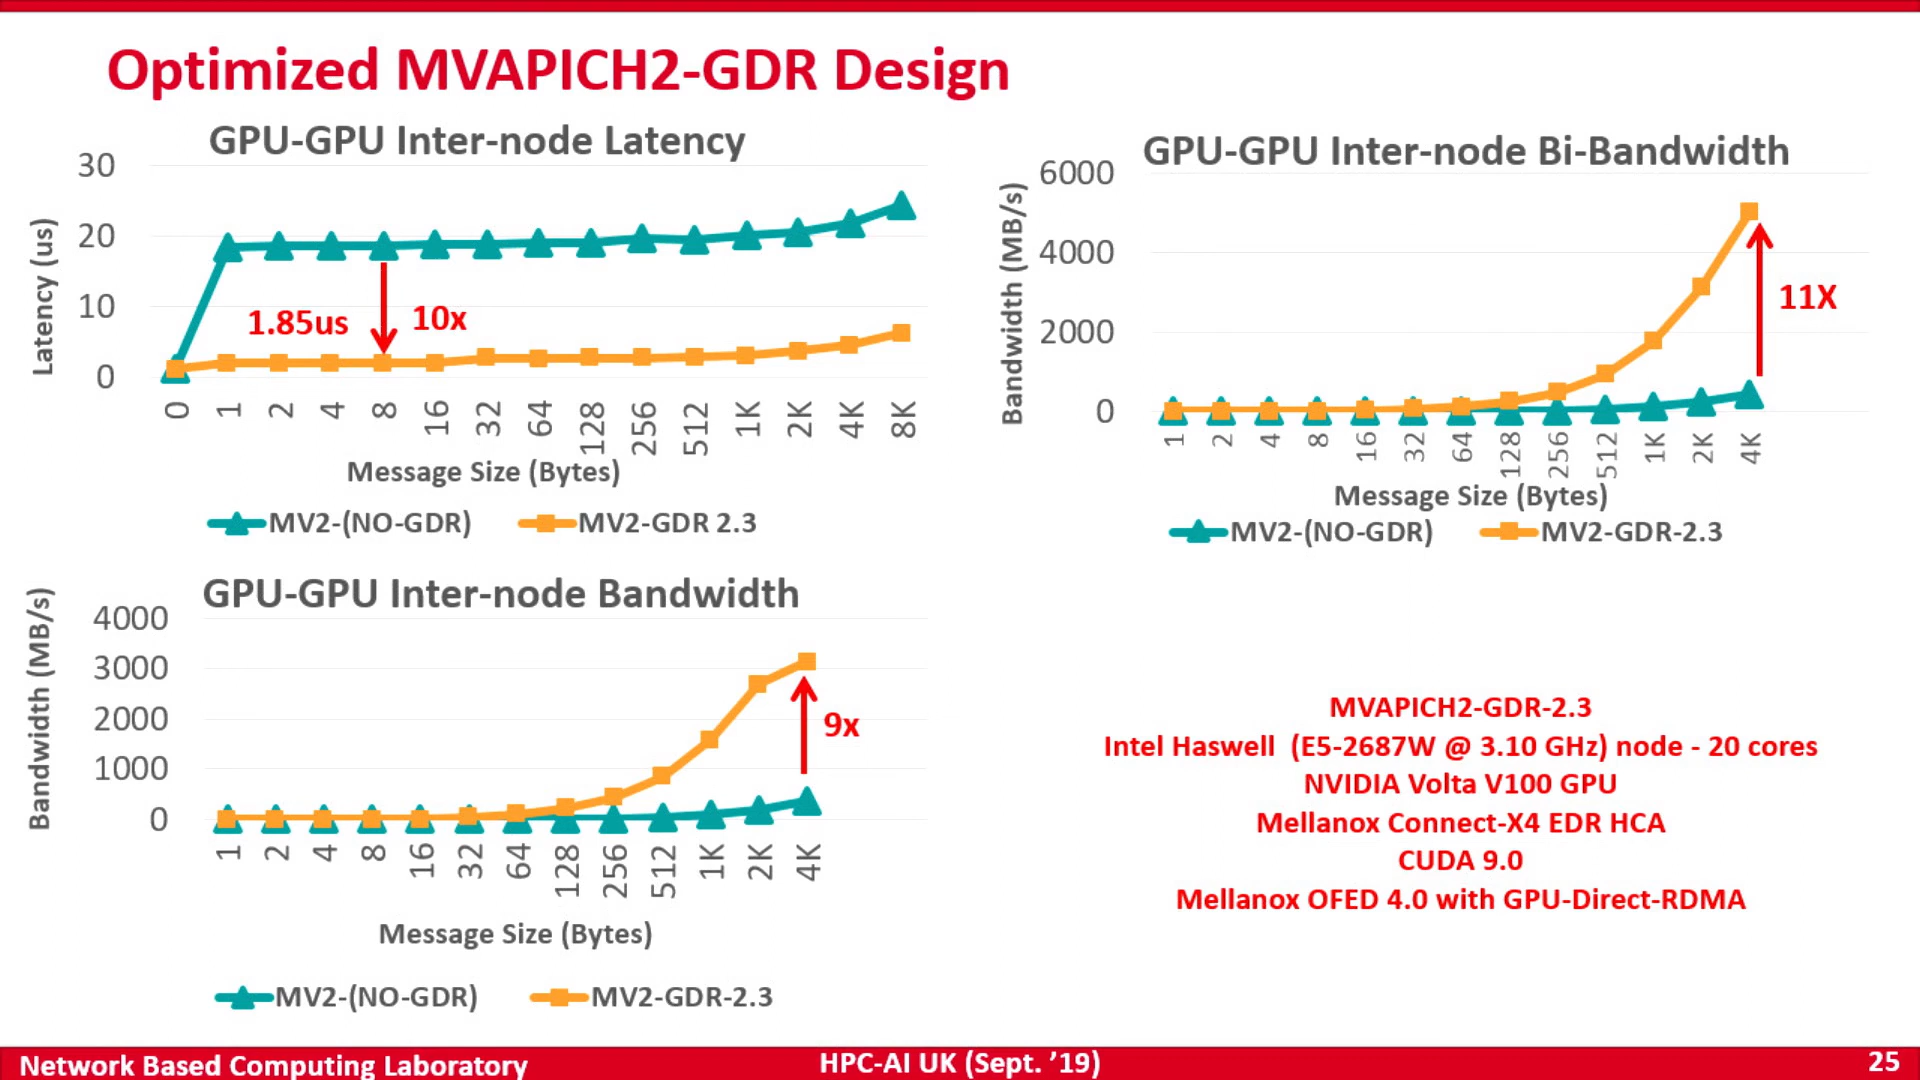 Optimized MVAPICH2-GDR Design
GPU-GPU Inter-node Latency
30
20
10
0
Latency (us)
1.85us
10x
0 1 2 4 8 16 32 64 128 256 512 1K 2K 4K 8K
Message Size (Bytes)
MV2-(NO-GDR) MV2-GDR 2.3
GPU-GPU Inter-node Bi-Bandwidth
6000
4000
2000
0
Bandwidth (MB/s)
11X
1 2 4 8 16 32 64 128 256 512 1K 2K 4K
Message Size (Bytes)
MV2-(NO-GDR) MV2-GDR-2.3
GPU-GPU Inter-node Bandwidth
4000
3000
2000
1000
0
Bandwidth (MB/s)
9x
1 2 4 8 16 32 64 128 256 512 1K 2K 4K
Message Size (Bytes)
MV2-(NO-GDR) MV2-GDR-2.3
MVAPICH2-GDR-2.3
Intel Haswell (E5-2687W @ 3.10 GHz) node - 20 cores
NVIDIA Volta V100 GPU
Mellanox Connect-X4 EDR HCA
CUDA 9.0
Mellanox OFED 4.0 with GPU-Direct-RDMA
Network Based Computing Laboratory
HPC-AI UK (Sept. ’19)
25